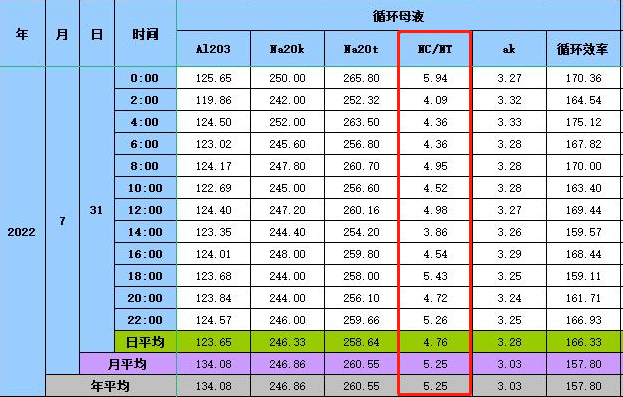 年 月 日 时间 循环母液
Al2O3 Na2Ok Na2Ot NC/NT ak 循环效率
2022 7 31
0:00 125.65 250.00 265.80 5.94 3.27 170.36
2:00 119.86 242.00 252.32 4.09 3.32 164.54
4:00 124.50 252.00 263.50 4.36 3.33 175.12
6:00 123.02 245.60 256.80 4.36 3.28 167.82
8:00 124.17 247.80 260.70 4.95 3.28 170.00
10:00 122.69 245.00 256.60 4.52 3.28 163.40
12:00 124.40 247.20 260.16 4.98 3.27 169.44
14:00 123.35 244.40 254.20 3.86 3.26 159.57
16:00 124.01 248.00 259.80 4.54 3.29 168.44
18:00 123.68 244.00 258.00 5.43 3.25 159.11
20:00 123.84 244.00 256.10 4.72 3.24 161.71
22:00 124.57 246.00 259.66 5.26 3.25 166.93
日平均 123.65 246.33 258.64 4.76 3.28 166.33
月平均 134.08 246.86 260.55 5.25 3.03 157.80
年平均 134.08 246.86 260.55 5.25 3.03 157.80